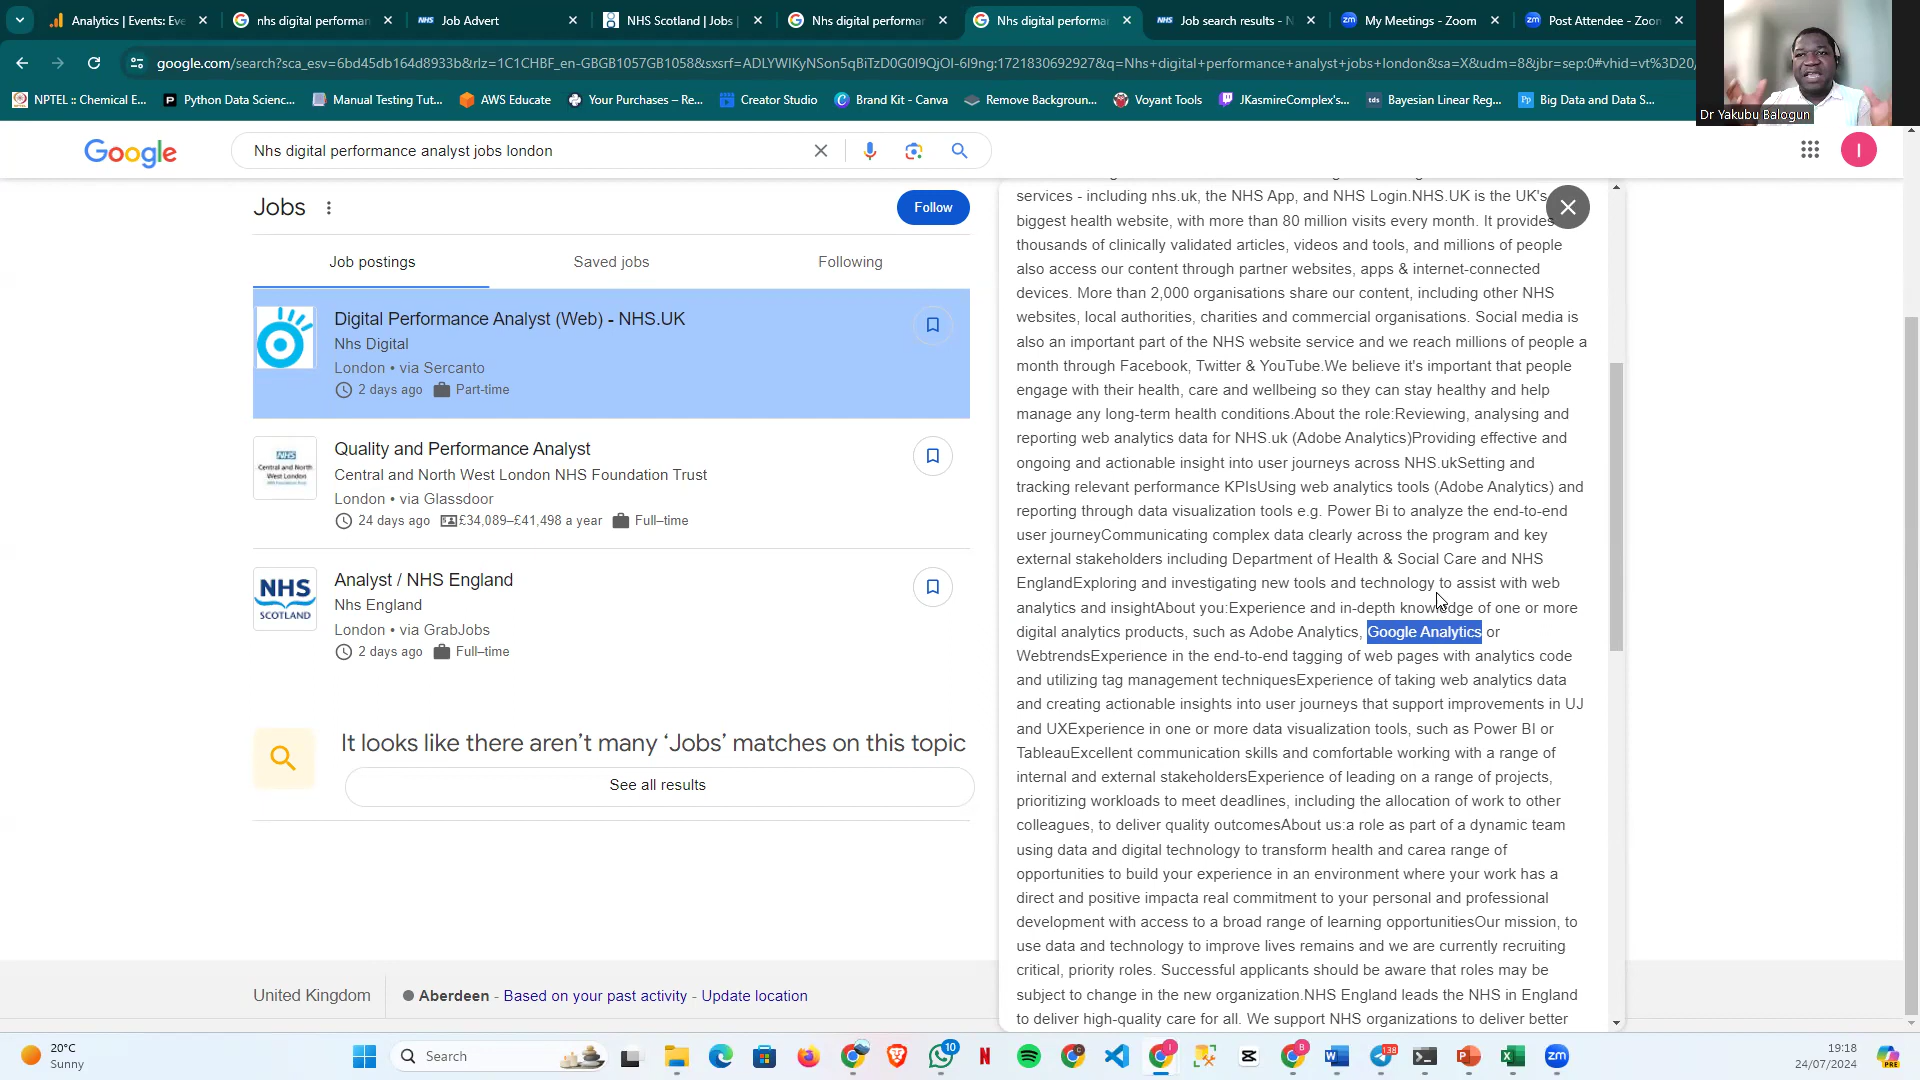 Analytics | Events: Eve
nhs digital performan
Job Advert
NHS Scotland | Jobs |
Nhs digital performar
Nhs digital performa
Job search results - N
My Meetings - Zoom
Post Attendee - Zoo
google.com/search?sca_esv=6bd45db164d8933b&rlz=1C1CHBF_en-GBGB1057GB1058&sxsrf=ADLYWIKyNSon5qBiTzD0G0I9QjOl-6I9ng:1721830692927&q=Nhs+digital+performance+analyst+jobs+london&sa=X&udm=8&jbr=sep:0#vhid=vt%3D20/
NPTEL :: Chemical E...
Python Data Scienc...
Manual Testing Tut...
AWS Educate
Your Purchases – Re...
Creator Studio
Brand Kit - Canva
Remove Backgroun...
Voyant Tools
JKasmireComplex's...
Bayesian Linear Reg...
Big Data and Data S...
Dr Yakubu Balogun
Google
Nhs digital performance analyst jobs london
I
Jobs
Follow
Job postings
Saved jobs
Following
Digital Performance Analyst (Web) - NHS.UK
Nhs Digital
London • via Sercanto
2 days ago
Part-time
NHS
Central and North
West London
Quality and Performance Analyst
Central and North West London NHS Foundation Trust
London • via Glassdoor
24 days ago
£34,089–£41,498 a year
Full–time
NHS
SCOTLAND
Analyst / NHS England
Nhs England
London • via GrabJobs
2 days ago
Full–time
It looks like there aren’t many ‘Jobs’ matches on this topic
See all results
services - including nhs.uk, the NHS App, and NHS Login.NHS.UK is the UK's
biggest health website, with more than 80 million visits every month. It provides
thousands of clinically validated articles, videos and tools, and millions of people
also access our content through partner websites, apps & internet-connected
devices. More than 2,000 organisations share our content, including other NHS
websites, local authorities, charities and commercial organisations. Social media is
also an important part of the NHS website service and we reach millions of people a
month through Facebook, Twitter & YouTube.We believe it's important that people
engage with their health, care and wellbeing so they can stay healthy and help
manage any long-term health conditions.About the role:Reviewing, analysing and
reporting web analytics data for NHS.uk (Adobe Analytics)Providing effective and
ongoing and actionable insight into user journeys across NHS.ukSetting and
tracking relevant performance KPIsUsing web analytics tools (Adobe Analytics) and
reporting through data visualization tools e.g. Power Bi to analyze the end-to-end
user journeyCommunicating complex data clearly across the program and key
external stakeholders including Department of Health & Social Care and NHS
EnglandExploring and investigating new tools and technology to assist with web
analytics and insightAbout you:Experience and in-depth knowledge of one or more
digital analytics products, such as Adobe Analytics, Google Analytics or
WebtrendsExperience in the end-to-end tagging of web pages with analytics code
and utilizing tag management techniquesExperience of taking web analytics data
and creating actionable insights into user journeys that support improvements in UJ
and UXExperience in one or more data visualization tools, such as Power BI or
TableauExcellent communication skills and comfortable working with a range of
internal and external stakeholdersExperience of leading on a range of projects,
prioritizing workloads to meet deadlines, including the allocation of work to other
colleagues, to deliver quality outcomesAbout us:a role as part of a dynamic team
using data and digital technology to transform health and carea range of
opportunities to build your experience in an environment where your work has a
direct and positive impacta real commitment to your personal and professional
development with access to a broad range of learning opportunitiesOur mission, to
use data and technology to improve lives remains and we are currently recruiting
critical, priority roles. Successful applicants should be aware that roles may be
subject to change in the new organization.NHS England leads the NHS in England
to deliver high-quality care for all. We support NHS organizations to deliver better
United Kingdom
Aberdeen - Based on your past activity - Update location
20°C
Sunny
Search
10
138
19:18
24/07/2024